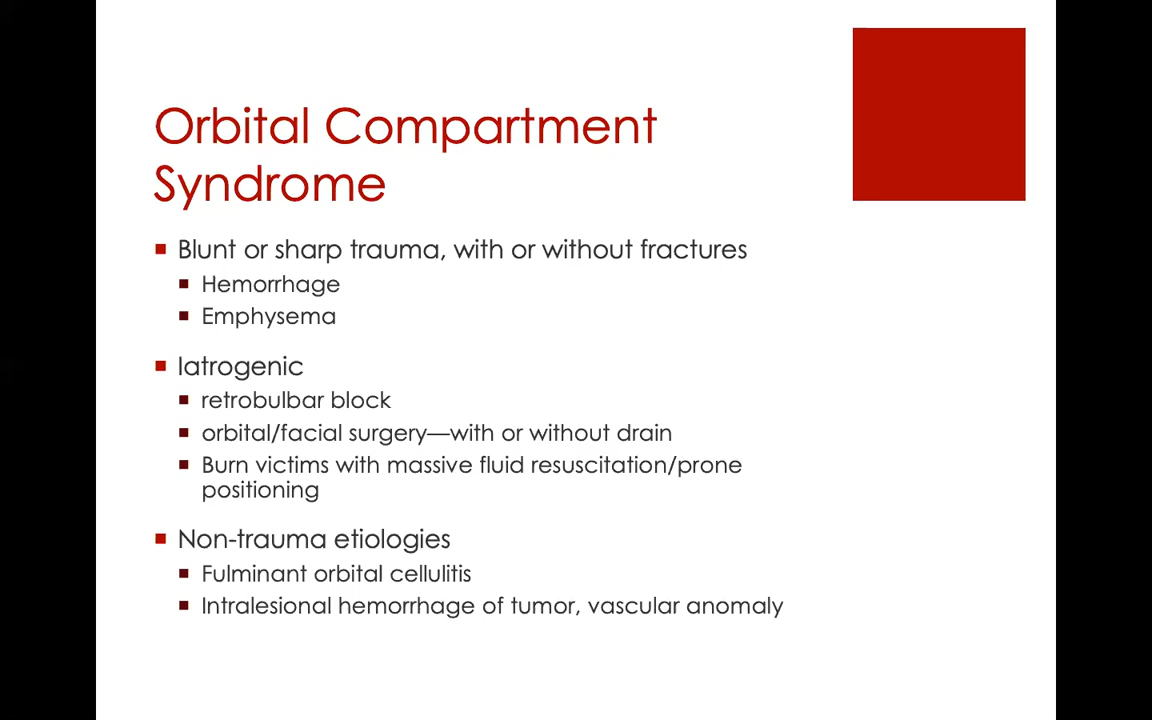 Orbital Compartment
Syndrome
Blunt or sharp trauma, with or without fractures
Hemorrhage
Emphysema
Iatrogenic
retrobulbar block
orbital/facial surgery—with or without drain
Burn victims with massive fluid resuscitation/prone
positioning
Non-trauma etiologies
Fulminant orbital cellulitis
Intralesional hemorrhage of tumor, vascular anomaly